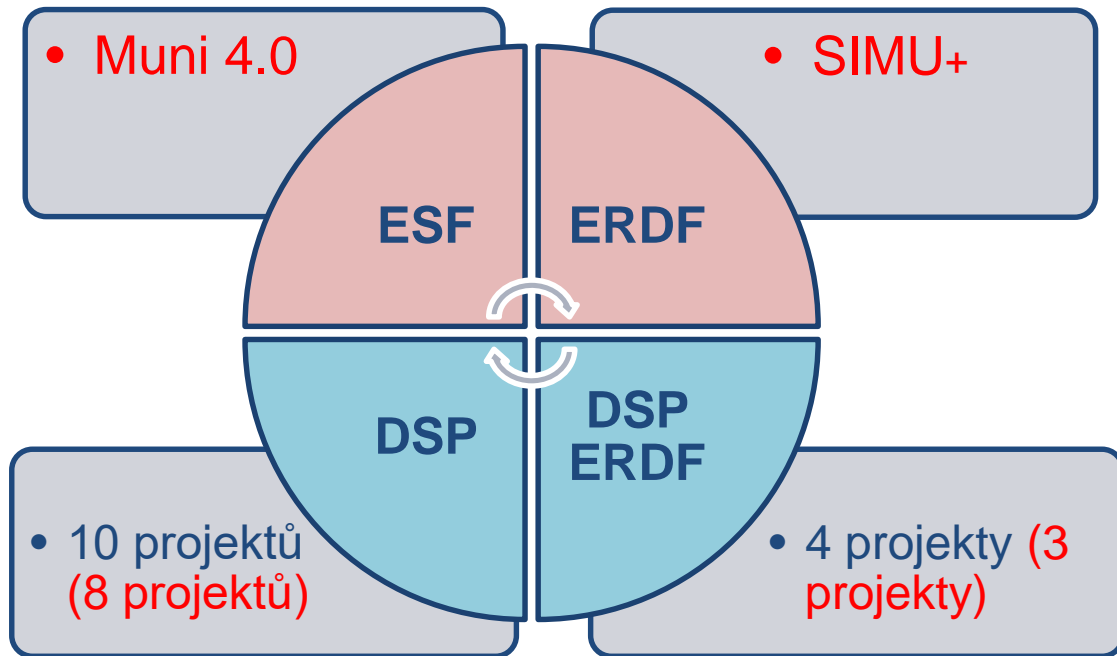 • Muni 4.0
• SIMU+
ESF
ERDF
DSP
DSP
ERDF
• 10 projektů
(8 projektů)
• 4 projekty (3
projekty)